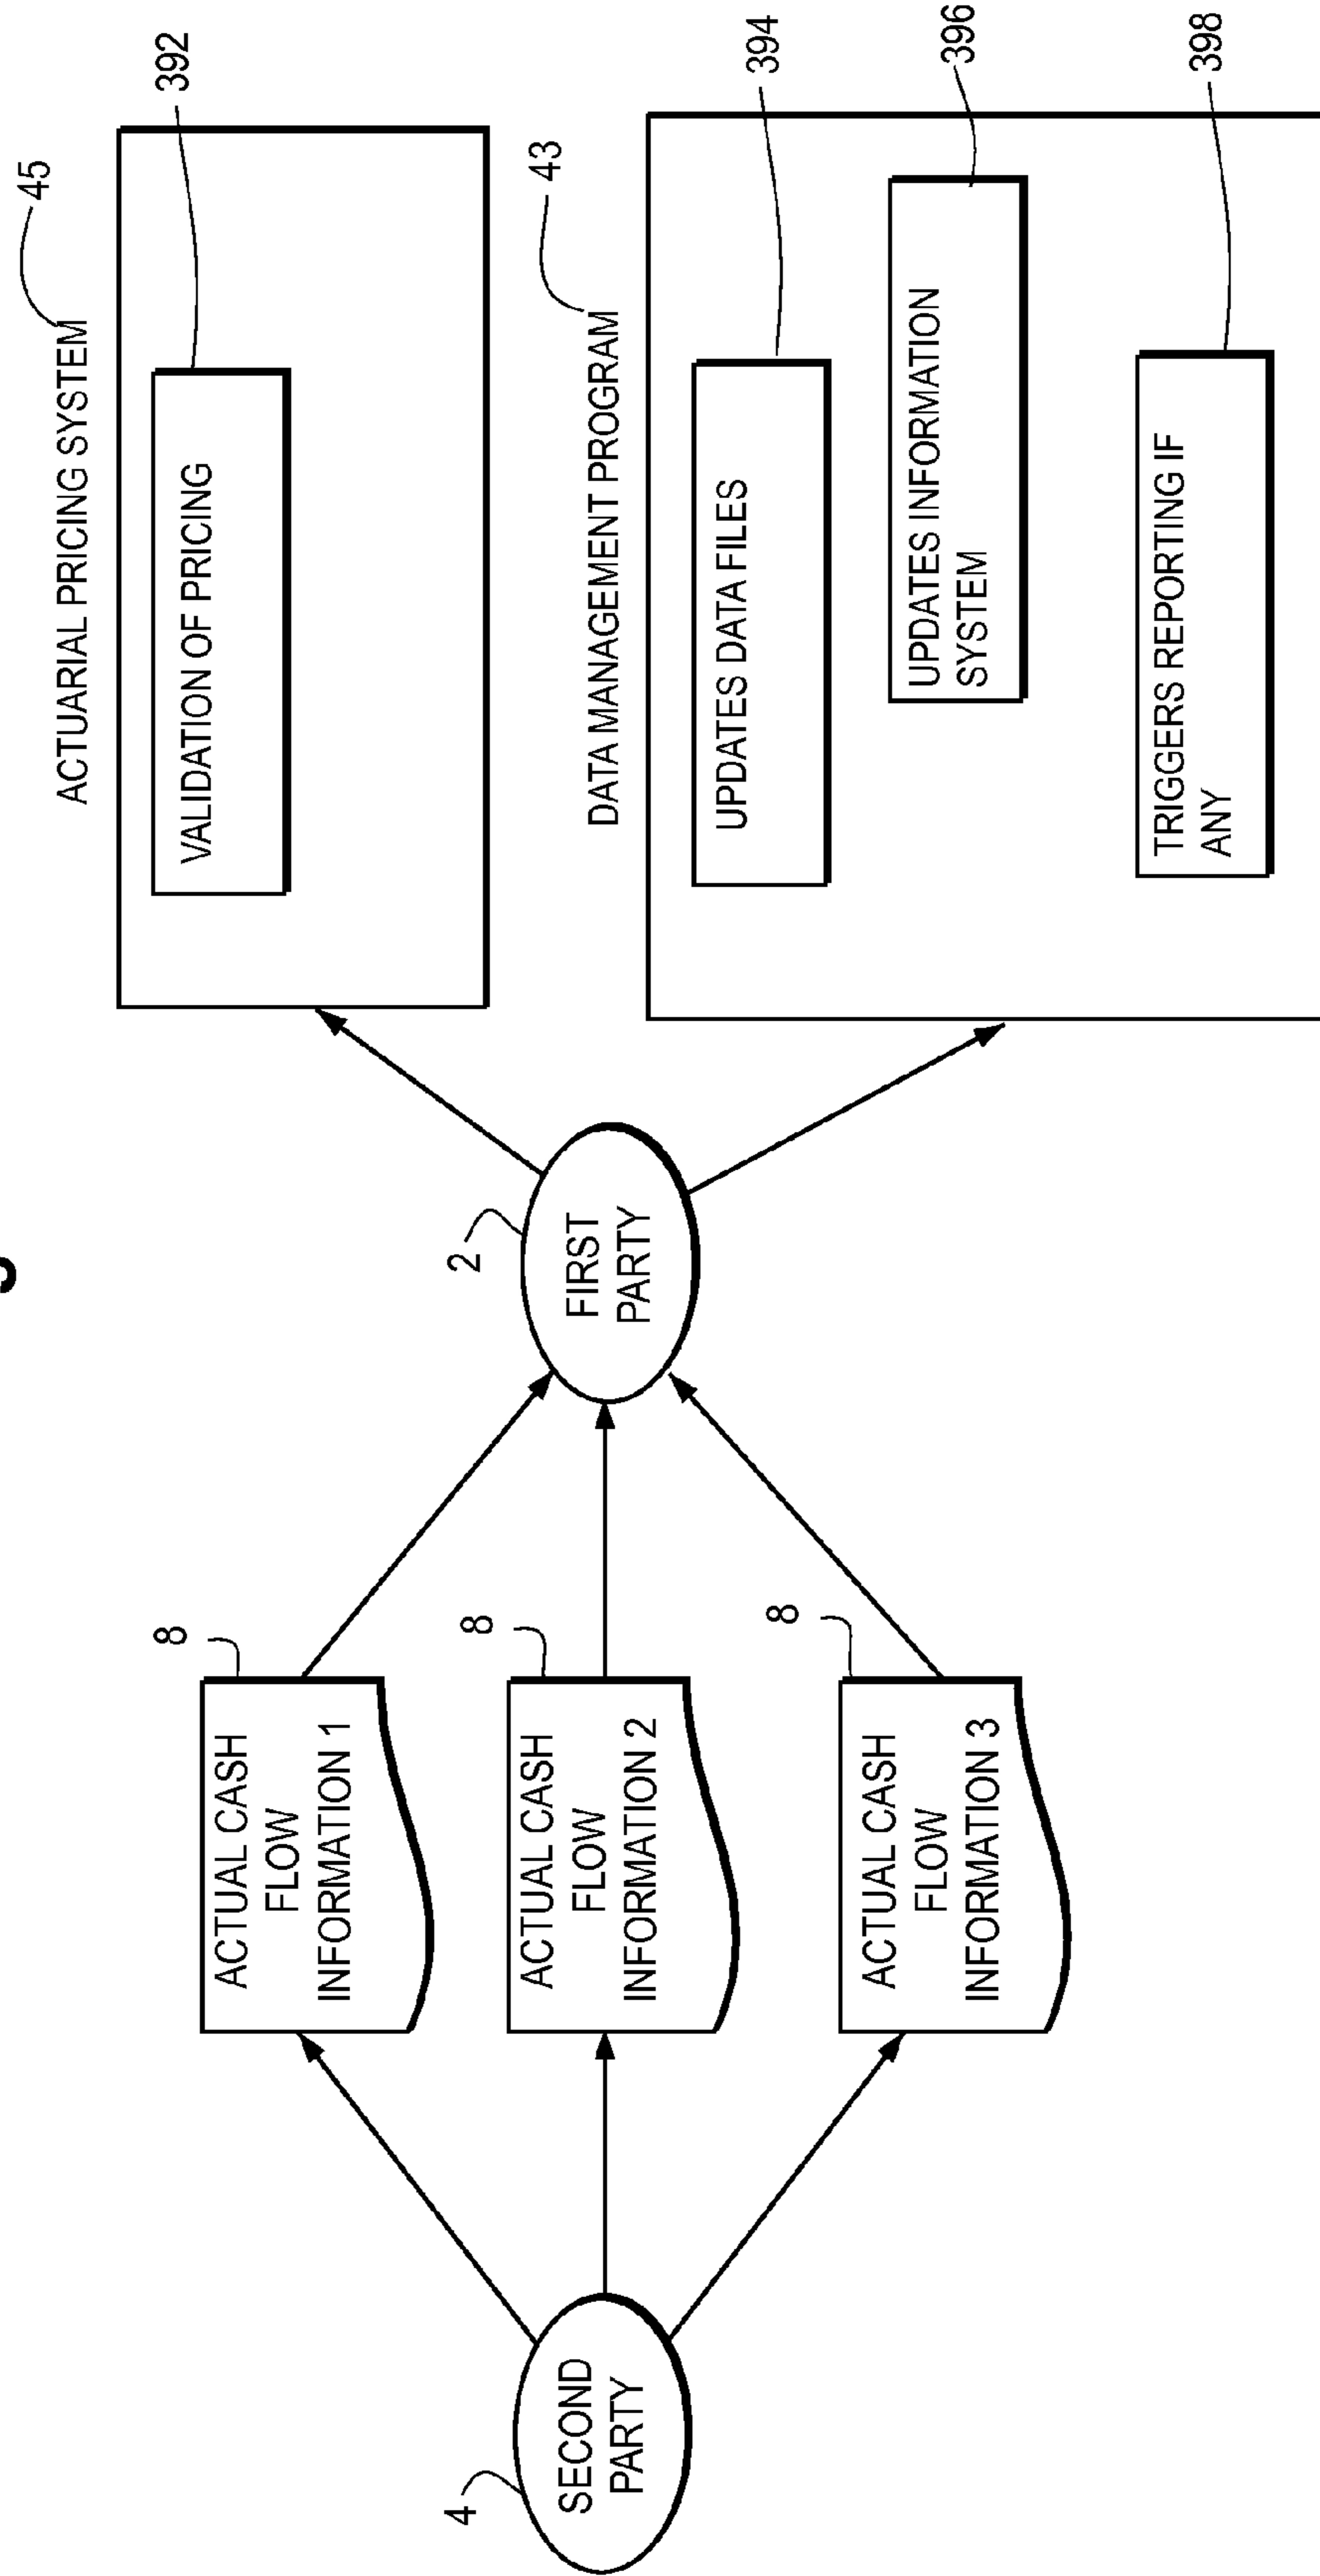 4
SECOND
PARTY
8
ACTUAL CASH
FLOW
INFORMATION 1
8
ACTUAL CASH
FLOW
INFORMATION 2
8
ACTUAL CASH
FLOW
INFORMATION 3
2
FIRST
PARTY
45
ACTUARIAL PRICING SYSTEM
392
VALIDATION OF PRICING
43
DATA MANAGEMENT PROGRAM
394
UPDATES DATA FILES
396
UPDATES INFORMATION
SYSTEM
398
TRIGGERS REPORTING IF
ANY